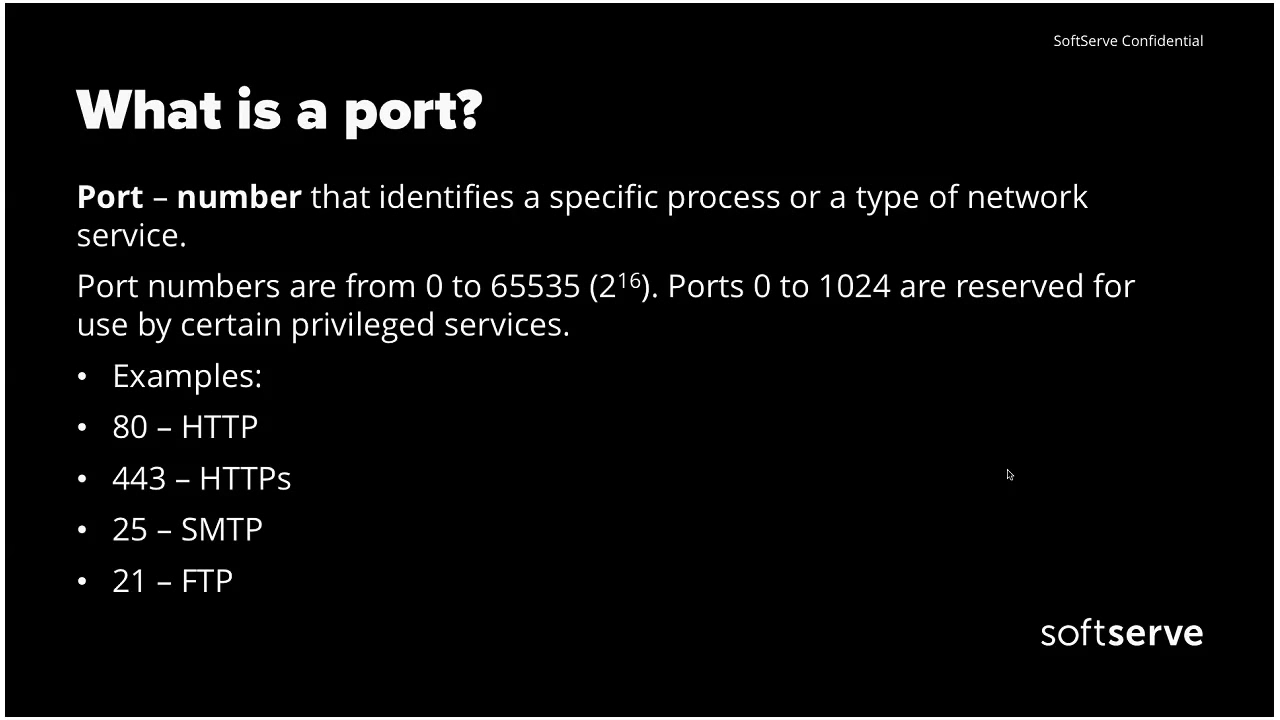 SoftServe Confidential
What is a port?
Port – number that identifies a specific process or a type of network
service.
Port numbers are from 0 to 65535 (2¹⁶). Ports 0 to 1024 are reserved for
use by certain privileged services.
• Examples:
• 80 – HTTP
• 443 – HTTPs
• 25 – SMTP
• 21 – FTP
softserve